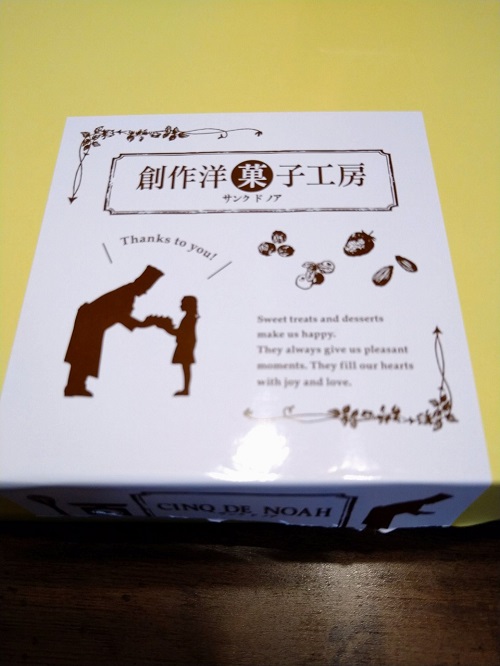 創作洋菓子工房
サンク ド ノア
Thanks to you!
Sweet treats and desserts
make us happy.
They always give us pleasant
moments. They fill our hearts
with joy and love.
CINQ DE NOAH